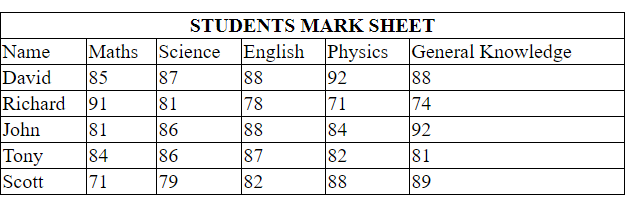 STUDENTS MARK SHEET
Name Maths Science English Physics General Knowledge
David 85 87 88 92 88
Richard 91 81 78 71 74
John 81 86 88 84 92
Tony 84 86 87 82 81
Scott 71 79 82 88 89